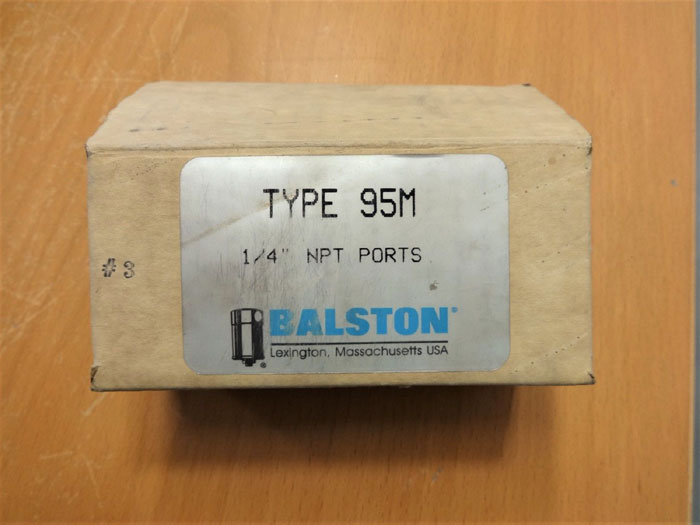 TYPE 95M
1/4" NPT PORTS
# 3
BALSTON®
Lexington, Massachusetts USA